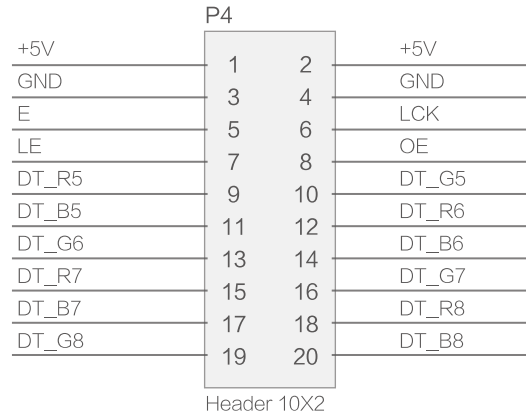 P4
+5V 1 2 +5V
GND 3 4 GND
E 5 6 LCK
LE 7 8 OE
DT_R5 9 10 DT_G5
DT_B5 11 12 DT_R6
DT_G6 13 14 DT_B6
DT_R7 15 16 DT_G7
DT_B7 17 18 DT_R8
DT_G8 19 20 DT_B8
Header 10X2